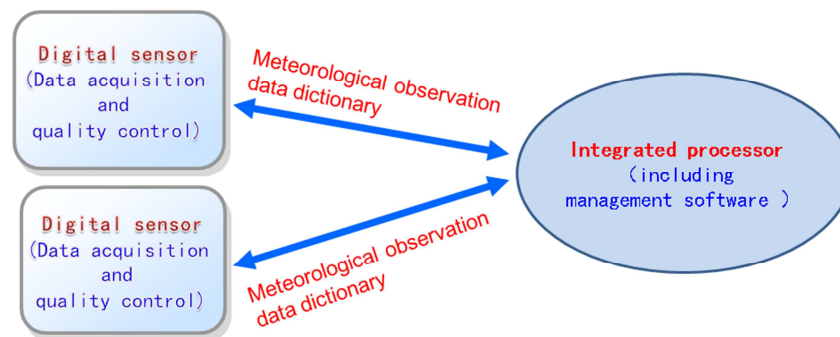 Digital sensor
(Data acquisition
and
quality control)
Meteorological observation
data dictionary
Integrated processor
(including
management software )
Digital sensor
(Data acquisition
and
quality control)
Meteorological observation
data dictionary